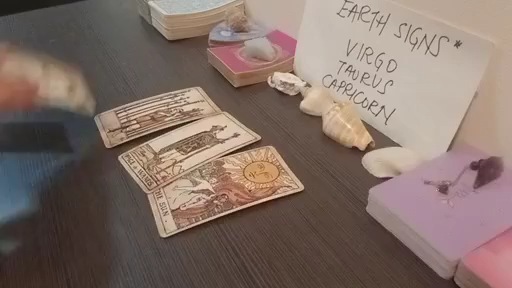 EARTH SIGNS*
VIRGO
TAURUS
CAPRICORN
THE SUN.